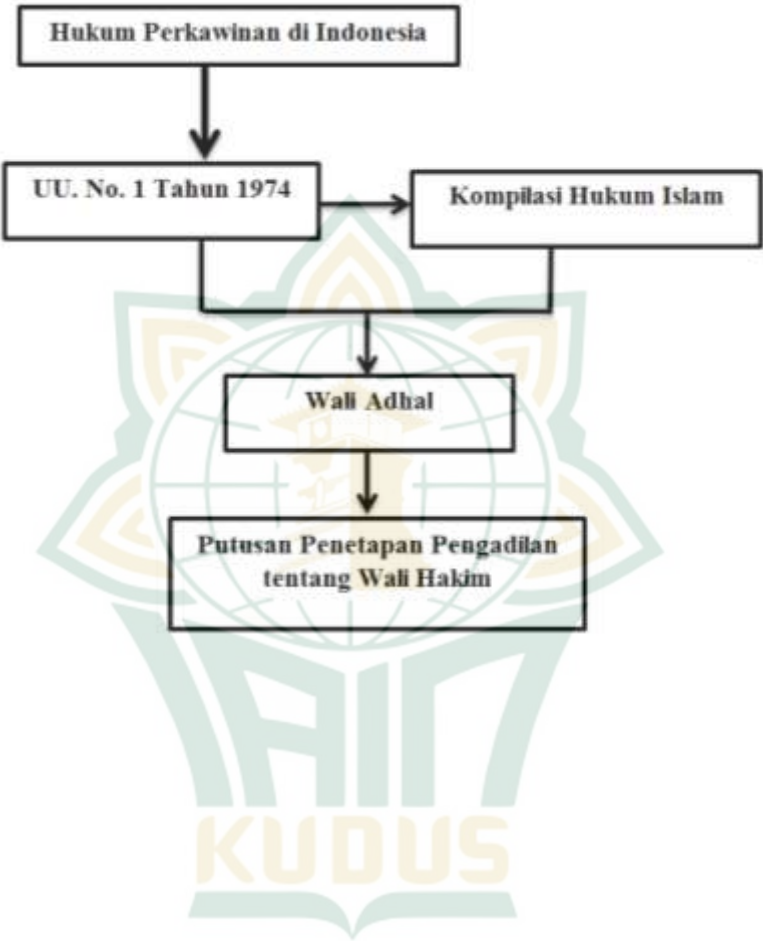 Hukum Perkawinan di Indonesia
UU. No. 1 Tahun 1974
Kompilasi Hukum Islam
Wali Adhal
Putusan Penetapan Pengadilan
tentang Wali Hakim
IAIN
KUDUS